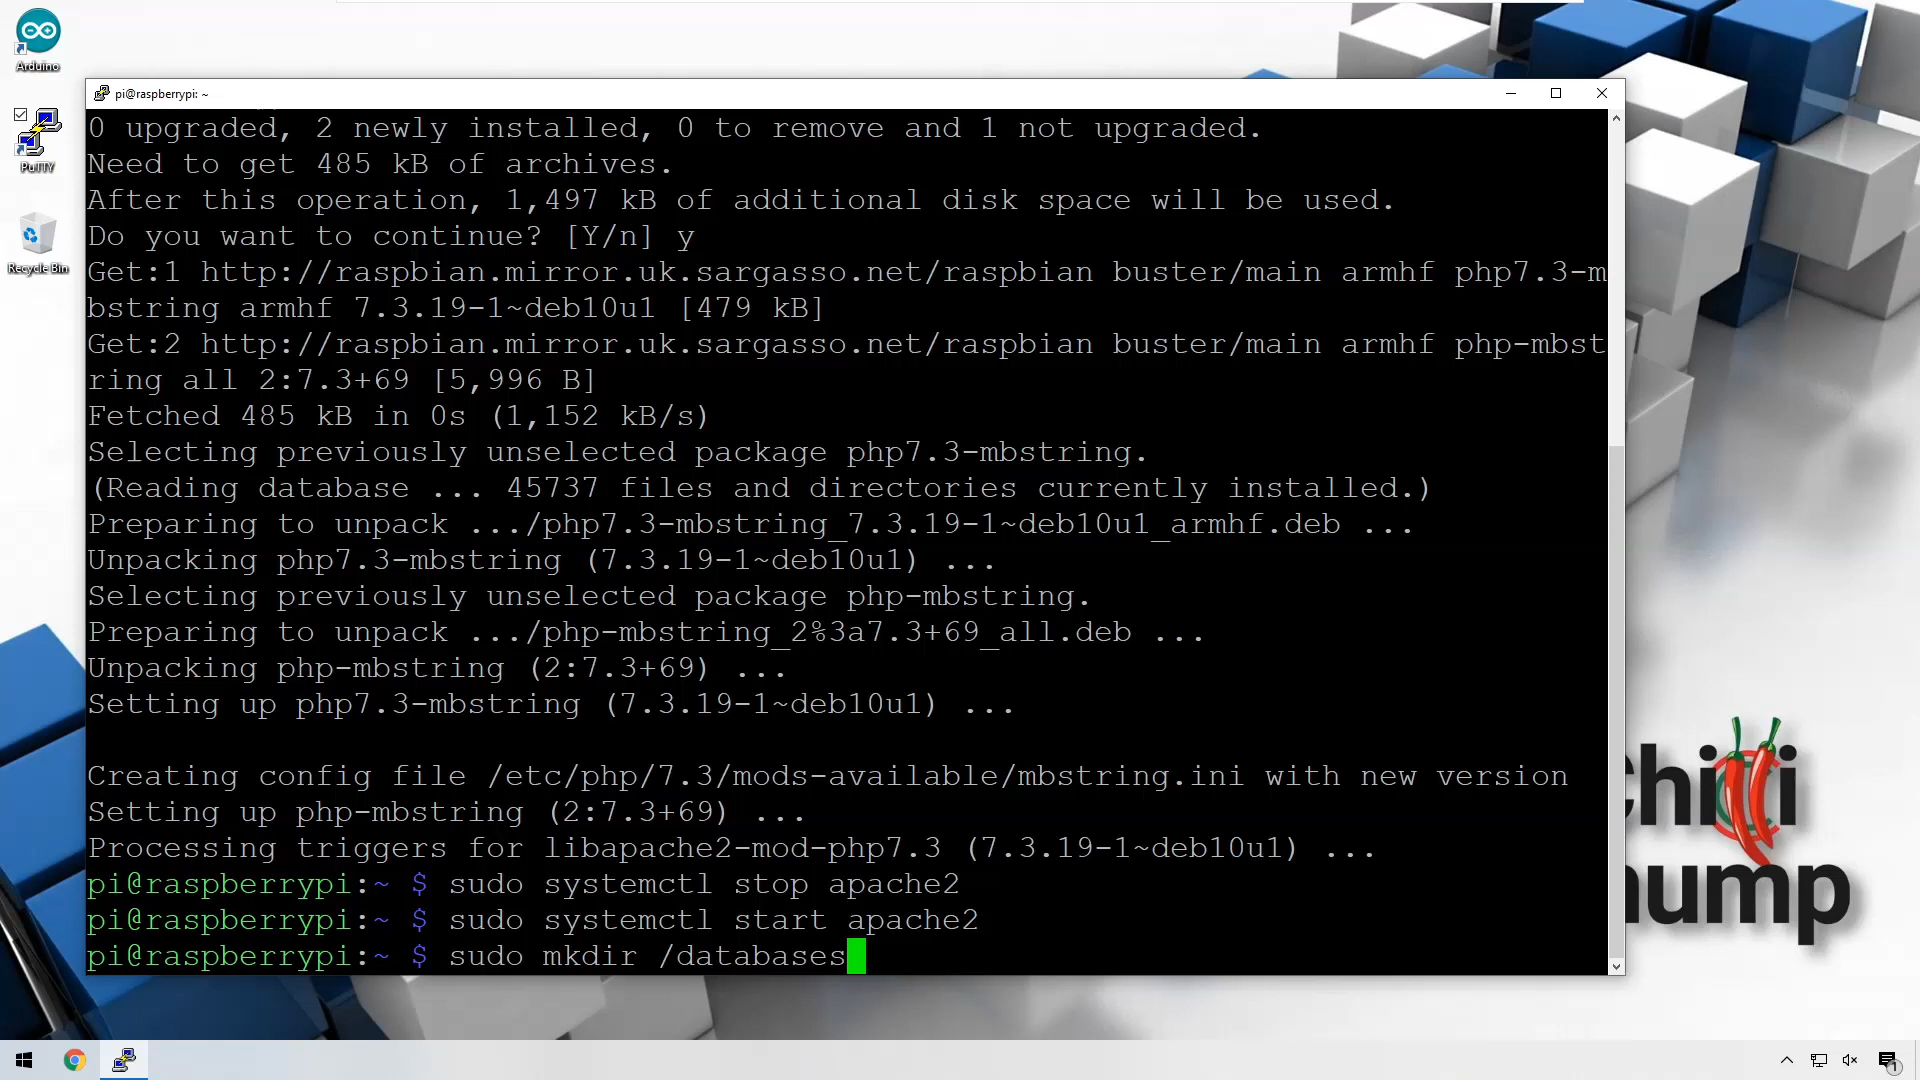 Arduino
PuTTY
Recycle Bin
pi@raspberrypi: ~
0 upgraded, 2 newly installed, 0 to remove and 1 not upgraded.
Need to get 485 kB of archives.
After this operation, 1,497 kB of additional disk space will be used.
Do you want to continue? [Y/n] y
Get:1 http://raspbian.mirror.uk.sargasso.net/raspbian buster/main armhf php7.3-m
bstring armhf 7.3.19-1~deb10u1 [479 kB]
Get:2 http://raspbian.mirror.uk.sargasso.net/raspbian buster/main armhf php-mbst
ring all 2:7.3+69 [5,996 B]
Fetched 485 kB in 0s (1,152 kB/s)
Selecting previously unselected package php7.3-mbstring.
(Reading database ... 45737 files and directories currently installed.)
Preparing to unpack .../php7.3-mbstring_7.3.19-1~deb10u1_armhf.deb ...
Unpacking php7.3-mbstring (7.3.19-1~deb10u1) ...
Selecting previously unselected package php-mbstring.
Preparing to unpack .../php-mbstring_2%3a7.3+69_all.deb ...
Unpacking php-mbstring (2:7.3+69) ...
Setting up php7.3-mbstring (7.3.19-1~deb10u1) ...
Creating config file /etc/php/7.3/mods-available/mbstring.ini with new version
Setting up php-mbstring (2:7.3+69) ...
Processing triggers for libapache2-mod-php7.3 (7.3.19-1~deb10u1) ...
pi@raspberrypi:~ $ sudo systemctl stop apache2
pi@raspberrypi:~ $ sudo systemctl start apache2
pi@raspberrypi:~ $ sudo mkdir /databases
Chilli
hump
1